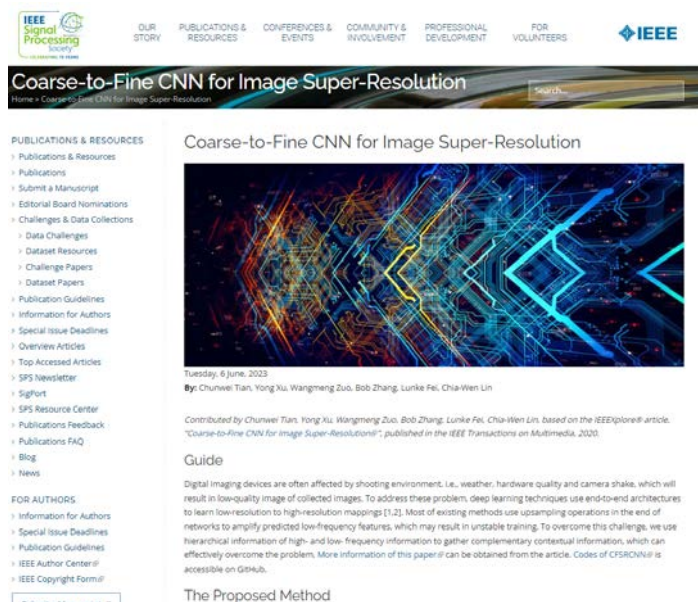 IEEE
Signal
Processing
Society
OUR
STORY
PUBLICATIONS &
RESOURCES
CONFERENCES &
EVENTS
COMMUNITY &
INVOLVEMENT
PROFESSIONAL
DEVELOPMENT
FOR
VOLUNTEERS
IEEE
Coarse-to-Fine CNN for Image Super-Resolution
Home » Coarse-to-Fine CNN for Image Super-Resolution
Search...
PUBLICATIONS & RESOURCES
Publications & Resources
Publications
Submit a Manuscript
Editorial Board Nominations
Challenges & Data Collections
Data Challenges
Dataset Resources
Challenge Papers
Dataset Papers
Publication Guidelines
Information for Authors
Special Issue Deadlines
Overview Articles
Top Accessed Articles
SPS Newsletter
SigPort
SPS Resource Center
Publications Feedback
Publications FAQ
Blog
News
FOR AUTHORS
Information for Authors
Special Issue Deadlines
Publication Guidelines
IEEE Author Center
IEEE Copyright Form
Coarse-to-Fine CNN for Image Super-Resolution
Tuesday, 6 June, 2023
By: Chunwei Tian, Yong Xu, Wangmeng Zuo, Bob Zhang, Lunke Fei, Chia-Wen Lin
Contributed by Chunwei Tian, Yong Xu, Wangmeng Zuo, Bob Zhang, Lunke Fei, Chia-Wen Lin, based on the IEEEXplore® article,
"Coarse-to-Fine CNN for Image Super-Resolution", published in the IEEE Transactions on Multimedia, 2020.
Guide
Digital imaging devices are often affected by shooting environment, i.e., weather, hardware quality and camera shake, which will
result in low-quality image of collected images. To address these problem, deep learning techniques use end-to-end architectures
to learn low-resolution to high-resolution mappings [1,2]. Most of existing methods use upsampling operations in the end of
networks to amplify predicted low-frequency features, which may result in unstable training. To overcome this challenge, we use
hierarchical information of high- and low- frequency information to gather complementary contextual information, which can
effectively overcome the problem. More information of this paper can be obtained from the article. Codes of CFSRCNN is
accessible on GitHub.
The Proposed Method